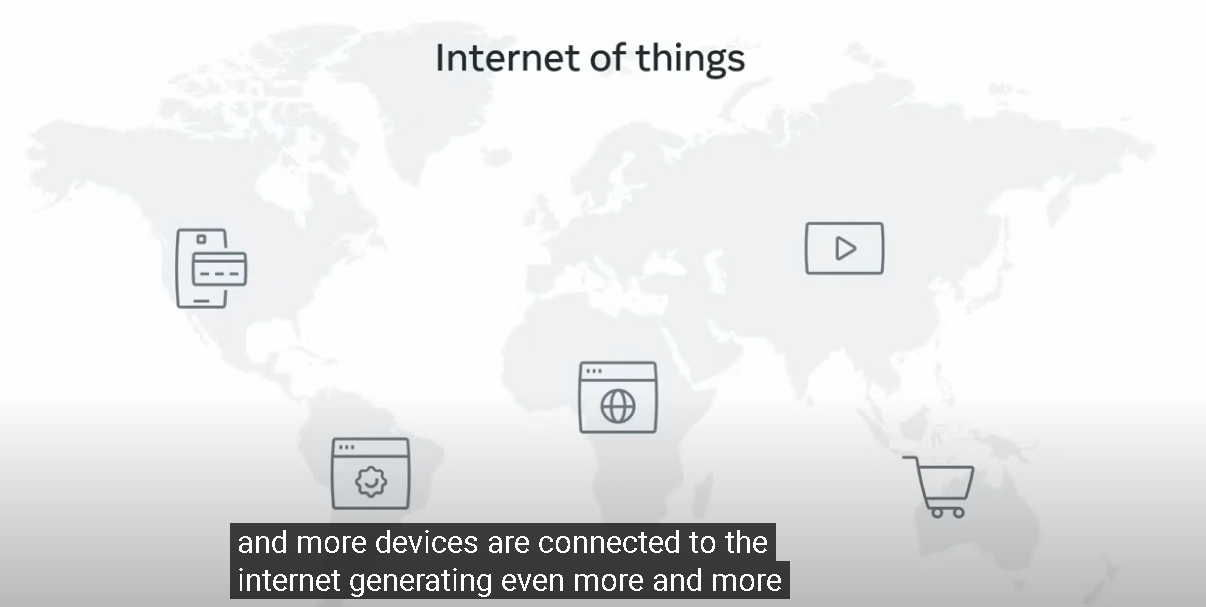 Internet of things
and more devices are connected to the
internet generating even more and more